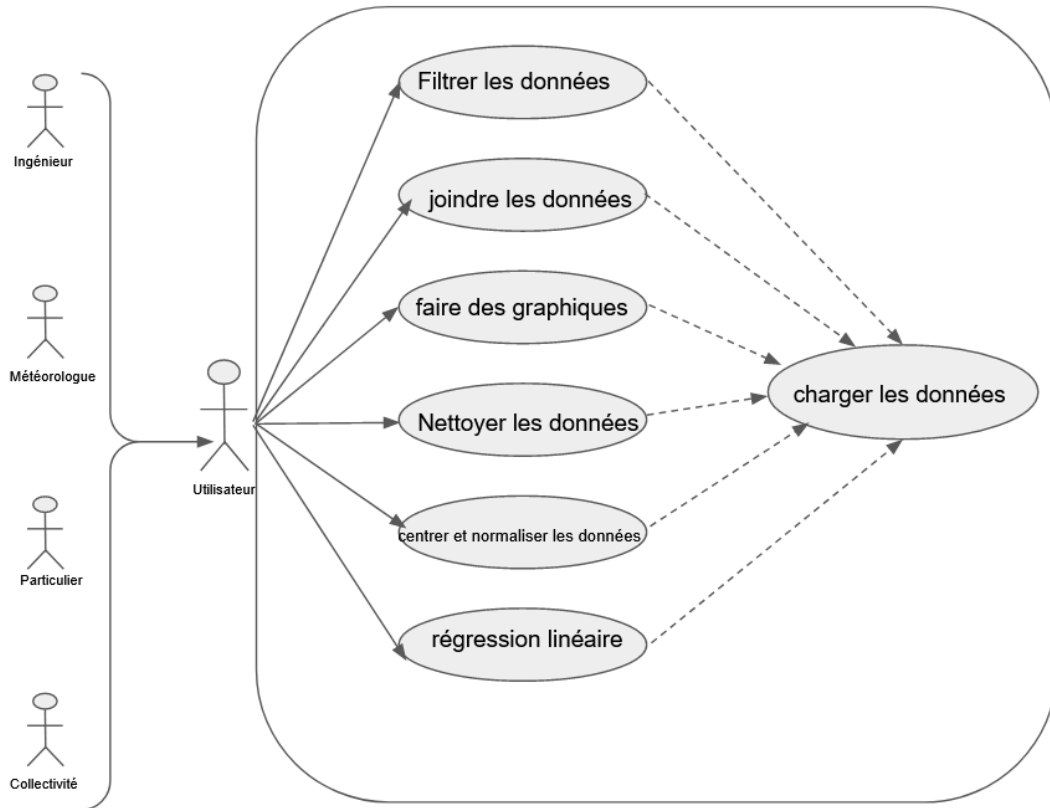 Filtrer les données
Ingénieur
joindre les données
faire des graphiques
Météorologue
charger les données
Nettoyer les données
Utilisateur
centrer et normaliser les données
Particulier
régression linéaire
Collectivité